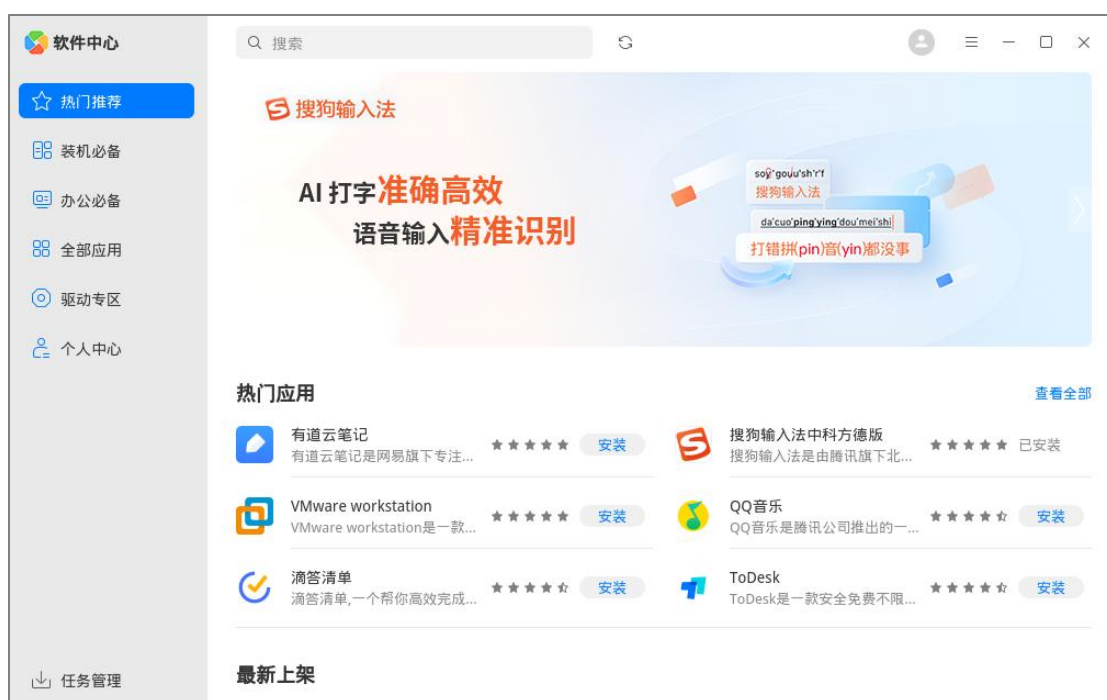 软件中心
搜索
热门推荐
装机必备
办公必备
全部应用
驱动专区
个人中心
任务管理
搜狗输入法
AI 打字准确高效
语音输入精准识别
搜狗输入法
da'cuo'ping'ying'dou'mei'shi
打错拼(pin)音(yin)都没事
热门应用
查看全部
有道云笔记
有道云笔记是网易旗下专注...
安装
搜狗输入法中科方德版
搜狗输入法是由腾讯旗下北...
已安装
VMware workstation
VMware workstation是一款...
安装
QQ音乐
QQ音乐是腾讯公司推出的一...
安装
滴答清单
滴答清单,一个帮你高效完成...
安装
ToDesk
ToDesk是一款安全免费不限...
安装
最新上架